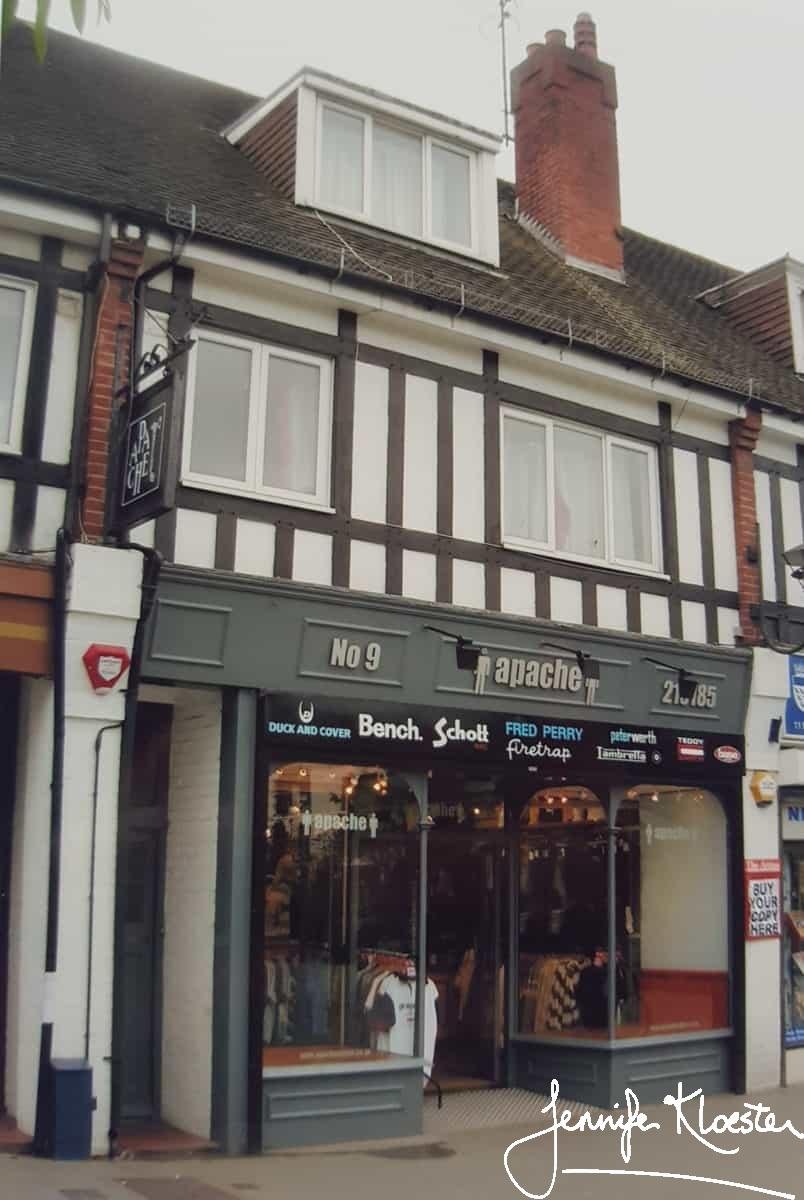 APACHE
No 9
apache
DUCK AND COVER
Bench.
Schott
FRED PERRY
firetrap
peterwerth
Lambretta
TEDDY
apache
apache
BUY
YOUR
COPY
HERE
Jennifer Kloester